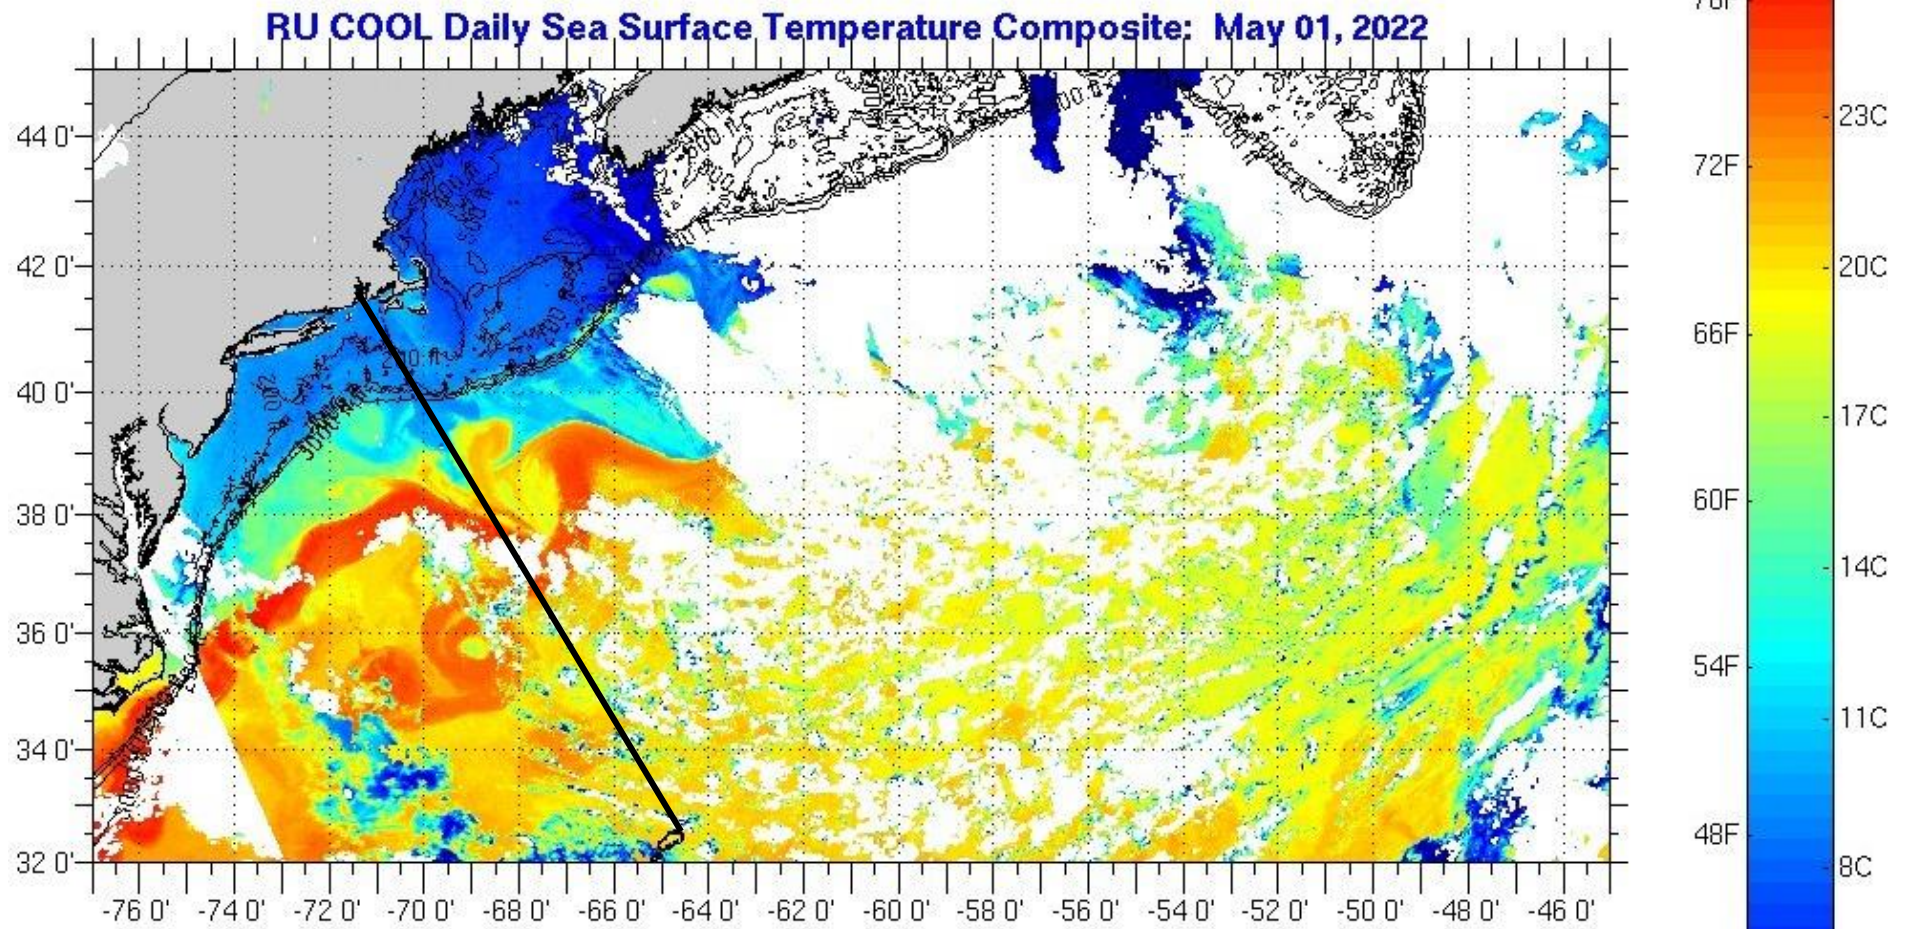 RU COOL Daily Sea Surface Temperature Composite: May 01, 2022
44 0'
42 0'
40 0'
38 0'
36 0'
34 0'
32 0'
-76 0' -74 0' -72 0' -70 0' -68 0' -66 0' -64 0' -62 0' -60 0' -58 0' -56 0' -54 0' -52 0' -50 0' -48 0' -46 0'
23C
72F
20C
66F
17C
60F
14C
54F
11C
48F
8C